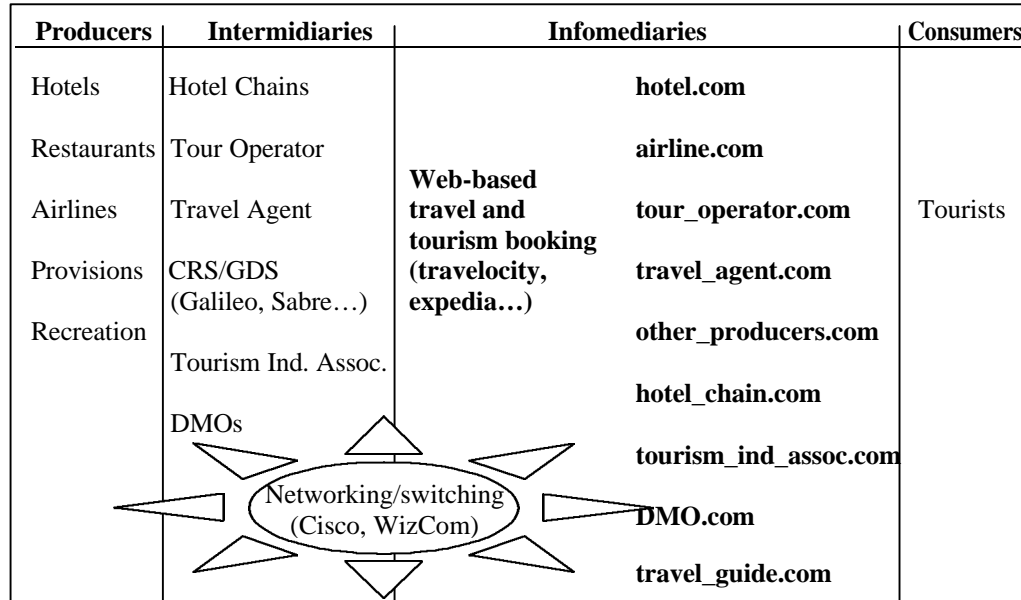 Producers
Intermidiaries
Infomediaries
Consumers
Hotels
Restaurants
Airlines
Provisions
Recreation
Hotel Chains
Tour Operator
Travel Agent
CRS/GDS
(Galileo, Sabre…)
Tourism Ind. Assoc.
DMOs
Web-based
travel and
tourism booking
(travelocity,
expedia…)
hotel.com
airline.com
tour_operator.com
travel_agent.com
other_producers.com
hotel_chain.com
tourism_ind_assoc.com
DMO.com
travel_guide.com
Tourists
Networking/switching
(Cisco, WizCom)